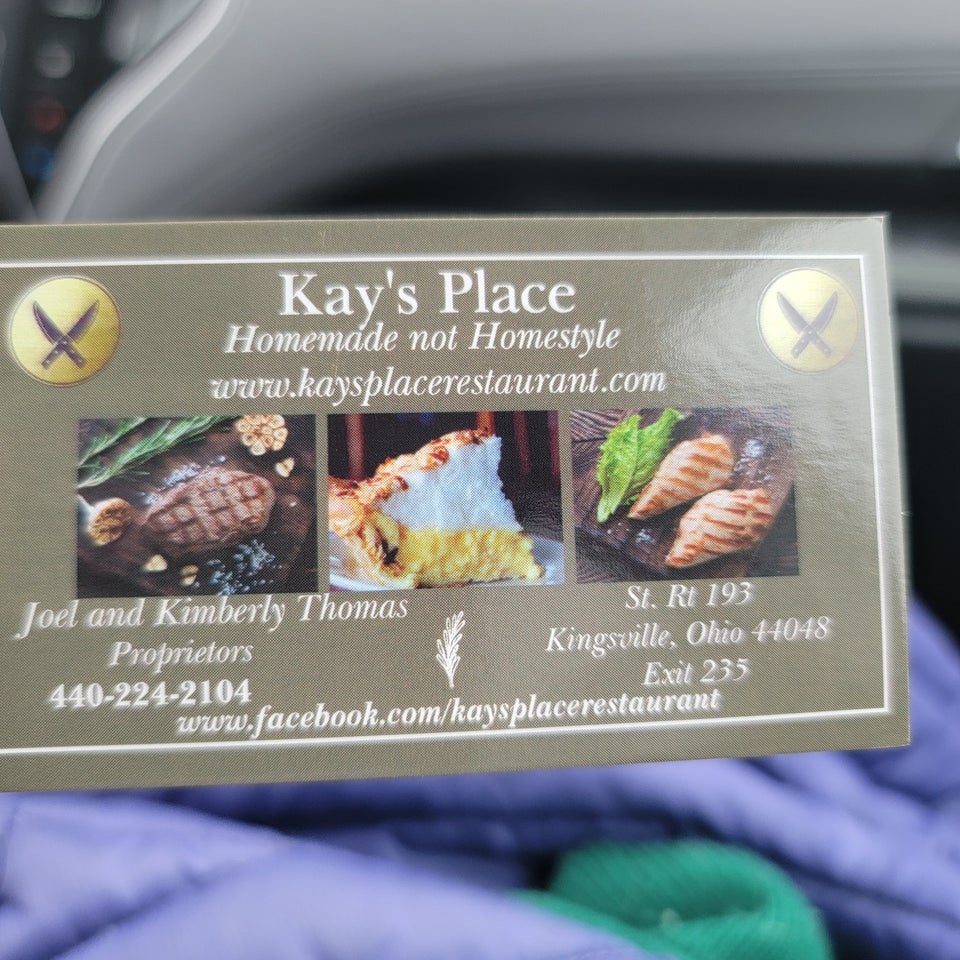 Kay's Place
Homemade not Homestyle
www.kaysplacerestaurant.com
Joel and Kimberly Thomas
Proprietors
440-224-2104
St. Rt 193
Kingsville, Ohio 44048
Exit 235
www.facebook.com/kaysplacerestaurant